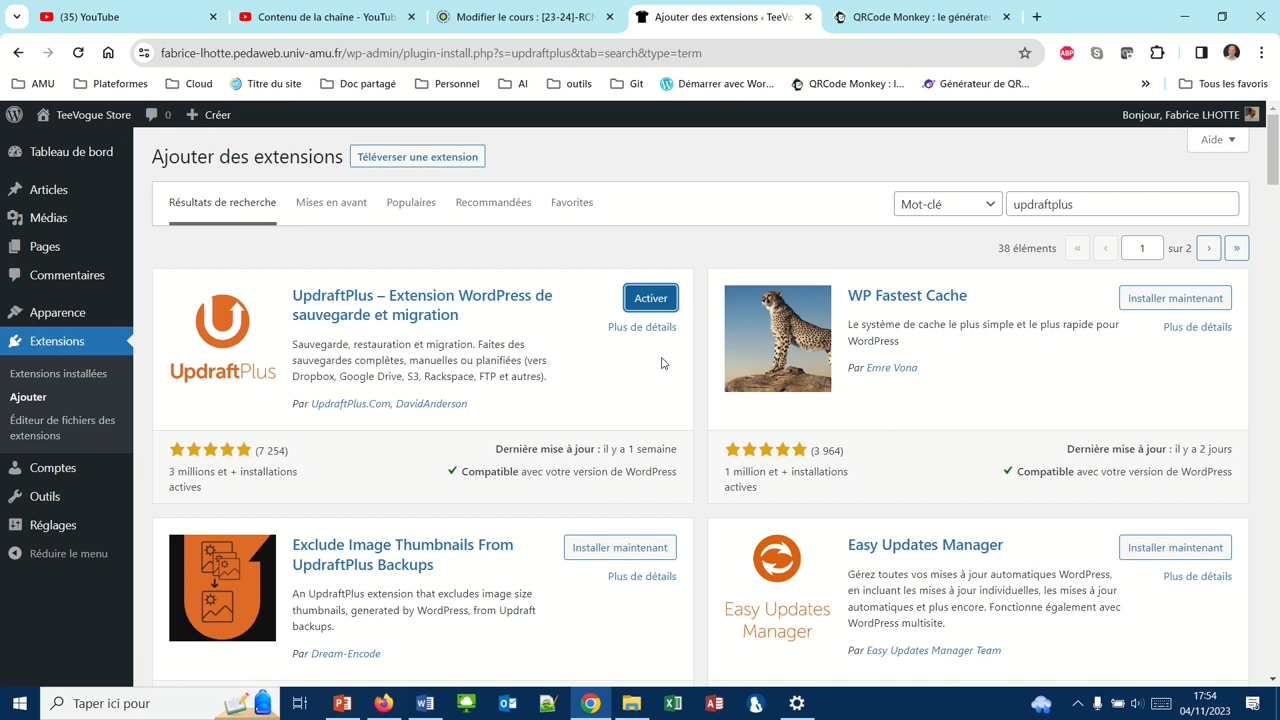 (35) YouTube
Contenu de la chaîne - YouTub
Modifier le cours : [23-24]-RCN
Ajouter des extensions ‹ TeeVo
QRCode Monkey : le générateu
fabrice-lhotte.pedaweb.univ-amu.fr/wp-admin/plugin-install.php?s=updraftplus&tab=search&type=term
AMU
Plateformes
Cloud
Titre du site
Doc partagé
Personnel
AI
outils
Git
Démarrer avec Wor...
QRCode Monkey : l...
Générateur de QR...
»
Tous les favoris
TeeVogue Store
0
Créer
Bonjour, Fabrice LHOTTE
Tableau de bord
Articles
Médias
Pages
Commentaires
Apparence
Extensions
Extensions installées
Ajouter
Éditeur de fichiers des
extensions
Comptes
Outils
Réglages
Réduire le menu
Aide
Ajouter des extensions
Téléverser une extension
Résultats de recherche
Mises en avant
Populaires
Recommandées
Favorites
Mot-clé
updraftplus
38 éléments
«
‹
1
sur 2
›
»
UpdraftPlus
UpdraftPlus – Extension WordPress de
sauvegarde et migration
Activer
Plus de détails
Sauvegarde, restauration et migration. Faites des
sauvegardes complètes, manuelles ou planifiées (vers
Dropbox, Google Drive, S3, Rackspace, FTP et autres).
Par UpdraftPlus.Com, DavidAnderson
(7 254)
3 millions et + installations
actives
Dernière mise à jour : il y a 1 semaine
Compatible avec votre version de WordPress
WP Fastest Cache
Installer maintenant
Plus de détails
Le système de cache le plus simple et le plus rapide pour
WordPress
Par Emre Vona
(3 964)
1 million et + installations
actives
Dernière mise à jour : il y a 2 jours
Compatible avec votre version de WordPress
Exclude Image Thumbnails From
UpdraftPlus Backups
Installer maintenant
Plus de détails
An UpdraftPlus extension that excludes image size
thumbnails, generated by WordPress, from Updraft
backups.
Par Dream-Encode
Easy Updates
Manager
Easy Updates Manager
Installer maintenant
Plus de détails
Gérez toutes vos mises à jour automatiques WordPress,
en incluant les mises à jour individuelles, les mises à jour
automatiques et plus encore. Fonctionne également avec
WordPress multisite.
Par Easy Updates Manager Team
Taper ici pour
17:54
04/11/2023